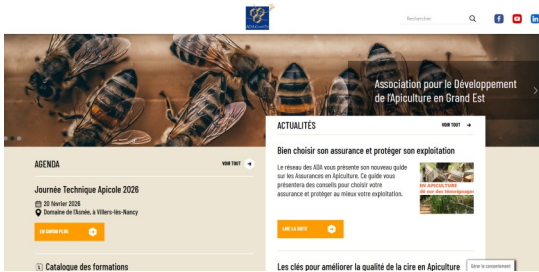 Rechercher
Association pour le Développement
de l'Apiculture en Grand Est
ACTUALITÉS
VOIR TOUT
Bien choisir son assurance et protéger son exploitation
Le réseau des ADA vous présente son nouveau guide
sur les Assurances en Apiculture. Ce guide vous
présentera des conseils pour choisir votre
assurance et protéger au mieux votre exploitation.
EN APICULTURE
LIRE LA SUITE
Les clés pour améliorer la qualité de la cire en Apiculture
AGENDA
VOIR TOUT
Journée Technique Apicole 2026
20 février 2026
Domaine de l'Asnée, à Villers-lès-Nancy
EN SAVOIR PLUS
Catalogue des formations
Gérer le consentement